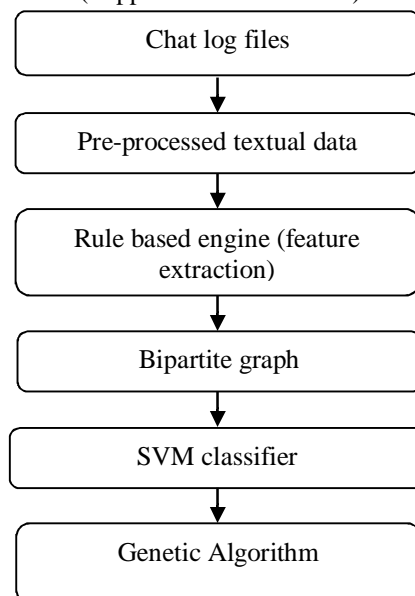 Chat log files
Pre-processed textual data
Rule based engine (feature
extraction)
Bipartite graph
SVM classifier
Genetic Algorithm